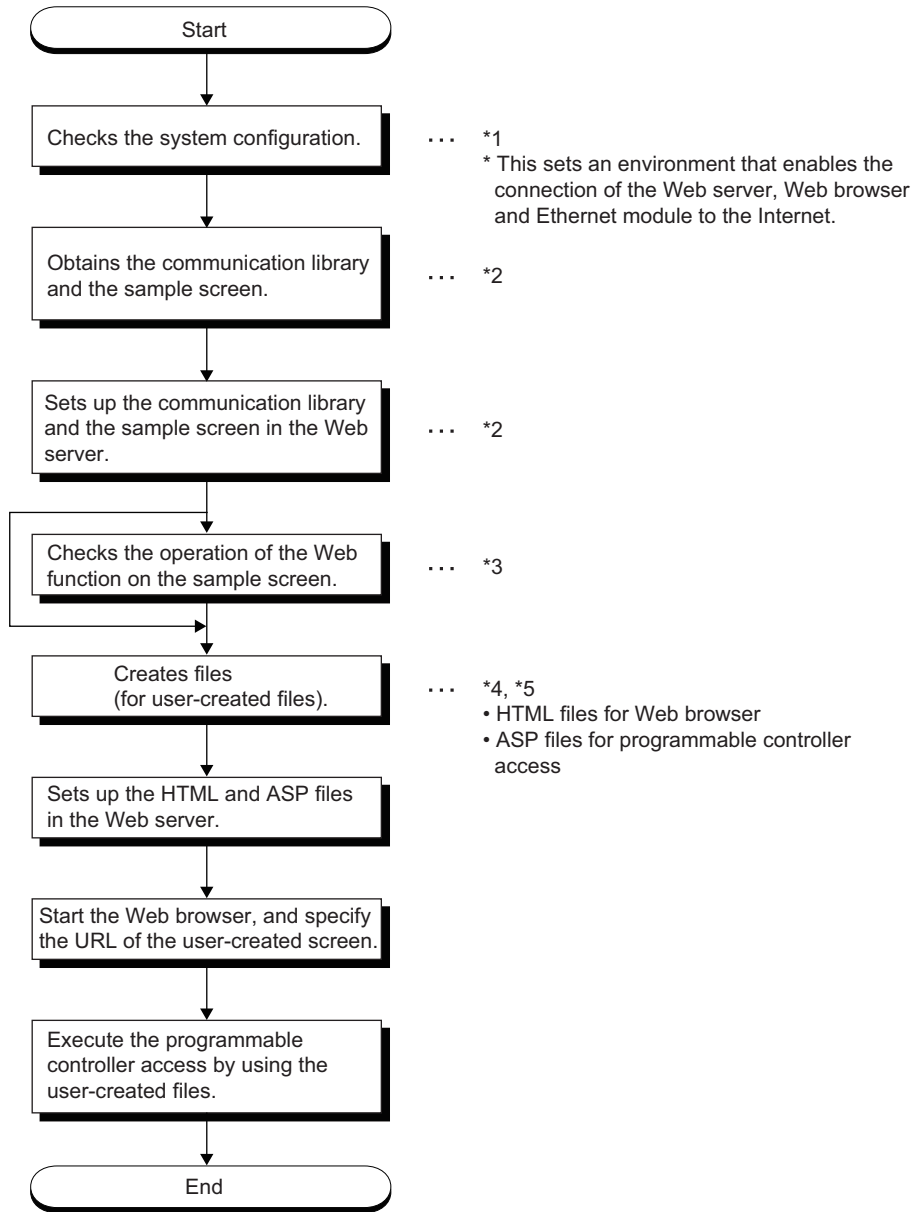 Start
Checks the system configuration.
... *1
* This sets an environment that enables the
connection of the Web server, Web browser
and Ethernet module to the Internet.
Obtains the communication library
and the sample screen.
... *2
Sets up the communication library
and the sample screen in the Web
server.
... *2
Checks the operation of the Web
function on the sample screen.
... *3
Creates files
(for user-created files).
... *4, *5
• HTML files for Web browser
• ASP files for programmable controller
access
Sets up the HTML and ASP files
in the Web server.
Start the Web browser, and specify
the URL of the user-created screen.
Execute the programmable
controller access by using the
user-created files.
End